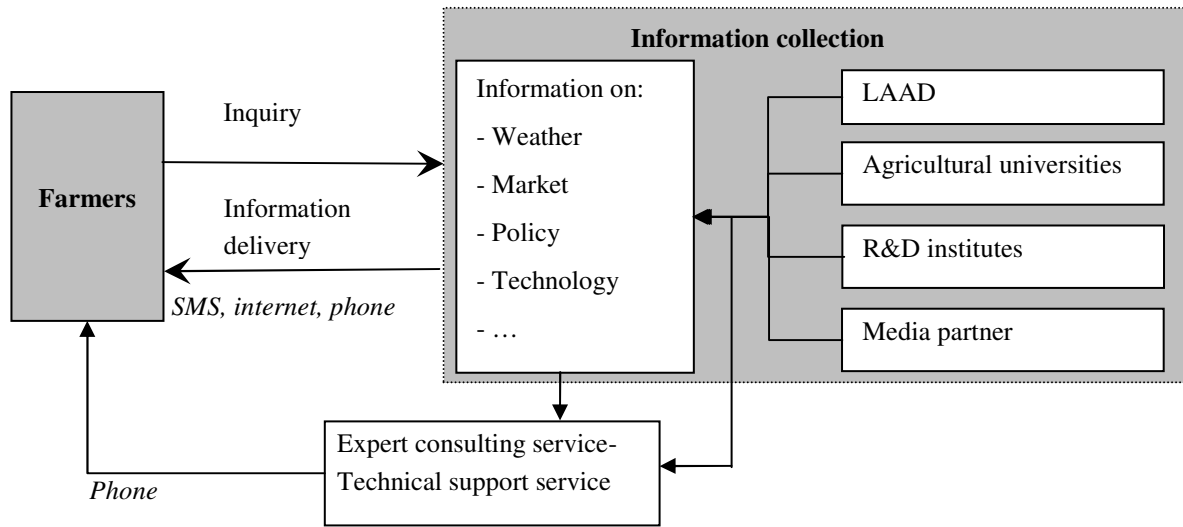 Information collection
Farmers
Inquiry
Information
delivery
SMS, internet, phone
Information on:
- Weather
- Market
- Policy
- Technology
- …
LAAD
Agricultural universities
R&D institutes
Media partner
Expert consulting service-
Technical support service
Phone